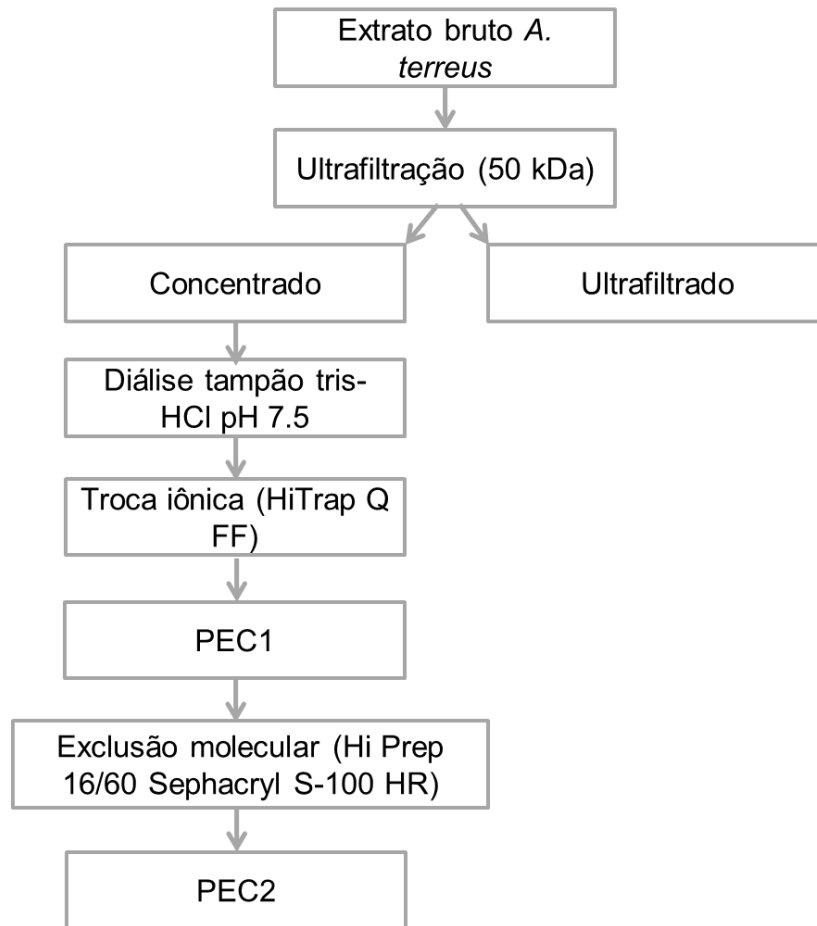 Extrato bruto A.
terreus
Ultrafiltração (50 kDa)
Concentrado
Ultrafiltrado
Diálise tampão tris-
HCl pH 7.5
Troca iônica (HiTrap Q
FF)
PEC1
Exclusão molecular (Hi Prep
16/60 Sephacryl S-100 HR)
PEC2